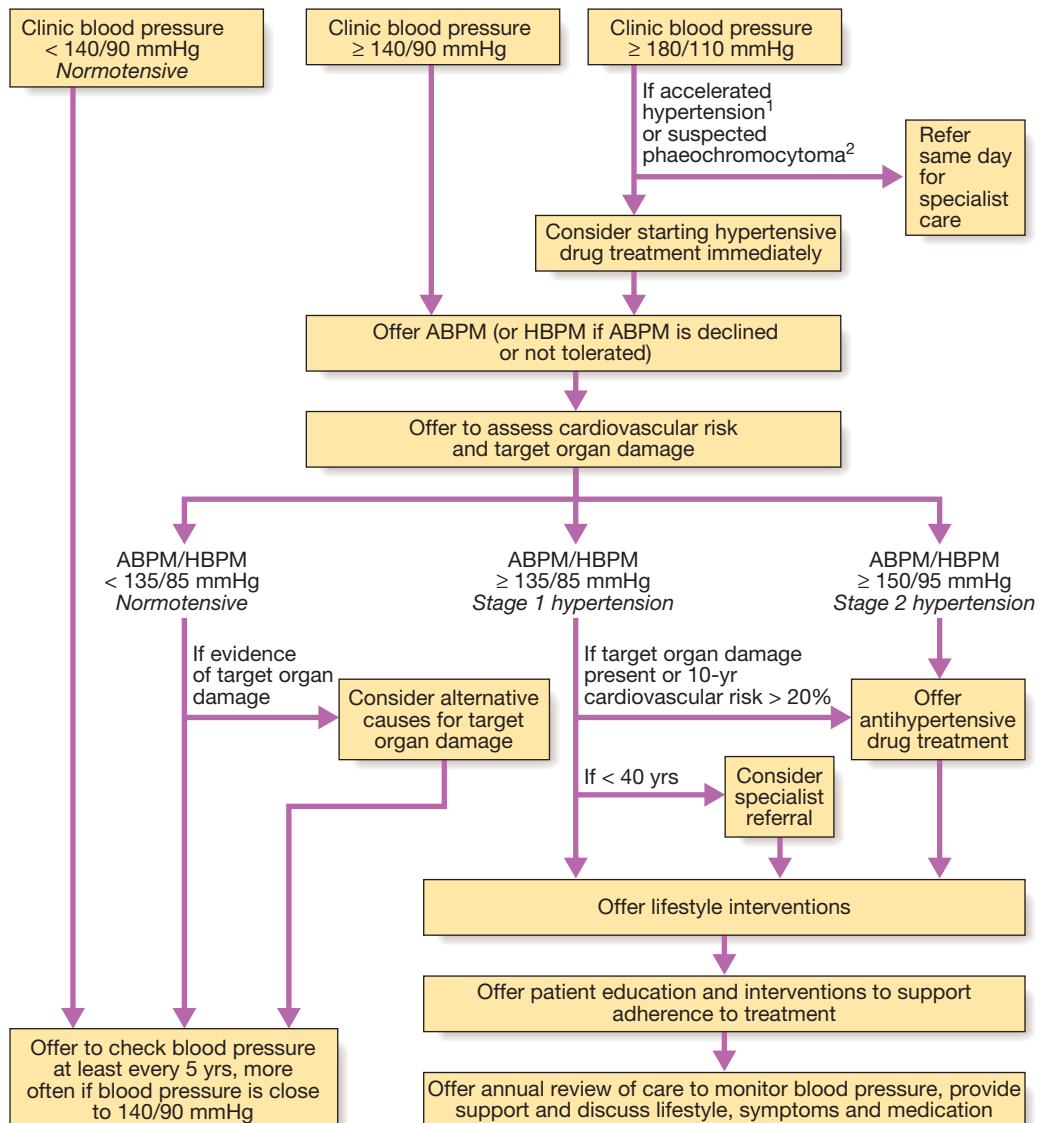 Clinic blood pressure
< 140/90 mmHg
Normotensive
Clinic blood pressure
≥ 140/90 mmHg
Clinic blood pressure
≥ 180/110 mmHg
If accelerated
hypertension¹
or suspected
phaeochromocytoma²
Refer
same day
for
specialist
care
Consider starting hypertensive
drug treatment immediately
Offer ABPM (or HBPM if ABPM is declined
or not tolerated)
Offer to assess cardiovascular risk
and target organ damage
ABPM/HBPM
< 135/85 mmHg
Normotensive
ABPM/HBPM
≥ 135/85 mmHg
Stage 1 hypertension
ABPM/HBPM
≥ 150/95 mmHg
Stage 2 hypertension
If evidence
of target organ
damage
Consider alternative
causes for target
organ damage
If target organ damage
present or 10-yr
cardiovascular risk > 20%
Offer
antihypertensive
drug treatment
If < 40 yrs
Consider
specialist
referral
Offer lifestyle interventions
Offer patient education and interventions to support
adherence to treatment
Offer to check blood pressure
at least every 5 yrs, more
often if blood pressure is close
to 140/90 mmHg
Offer annual review of care to monitor blood pressure, provide
support and discuss lifestyle, symptoms and medication